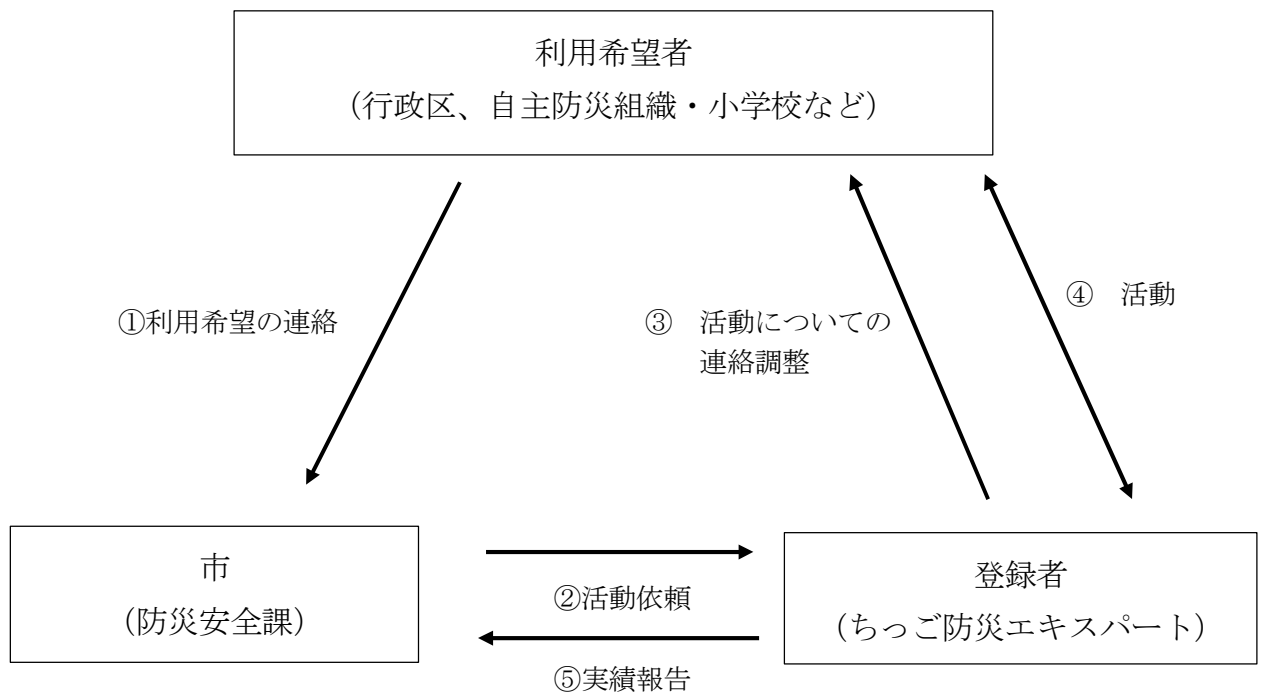 利用希望者
（行政区、自主防災組織・小学校など）
①利用希望の連絡
③　活動についての
連絡調整
④　活動
市
（防災安全課）
②活動依頼
登録者
（ちっご防災エキスパート）
⑤実績報告